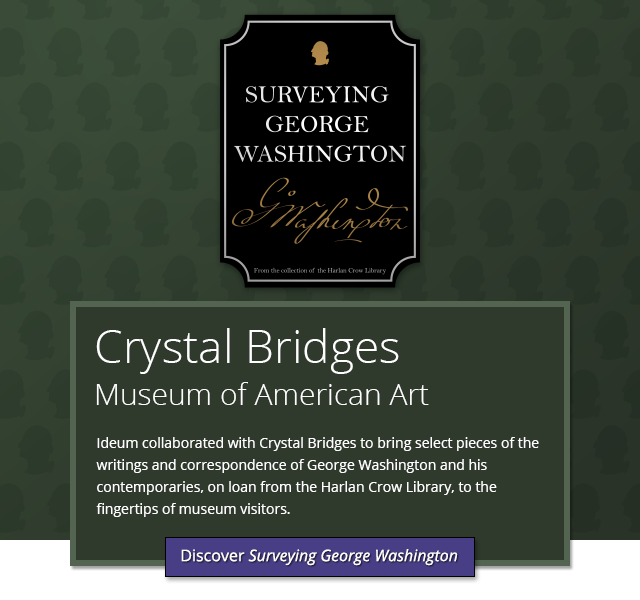 SURVEYING
GEORGE
WASHINGTON
G:Washington
From the collection of the Harlan Crow Library
Crystal Bridges
Museum of American Art
Ideum collaborated with Crystal Bridges to bring select pieces of the
writings and correspondence of George Washington and his
contemporaries, on loan from the Harlan Crow Library, to the
fingertips of museum visitors.
Discover Surveying George Washington